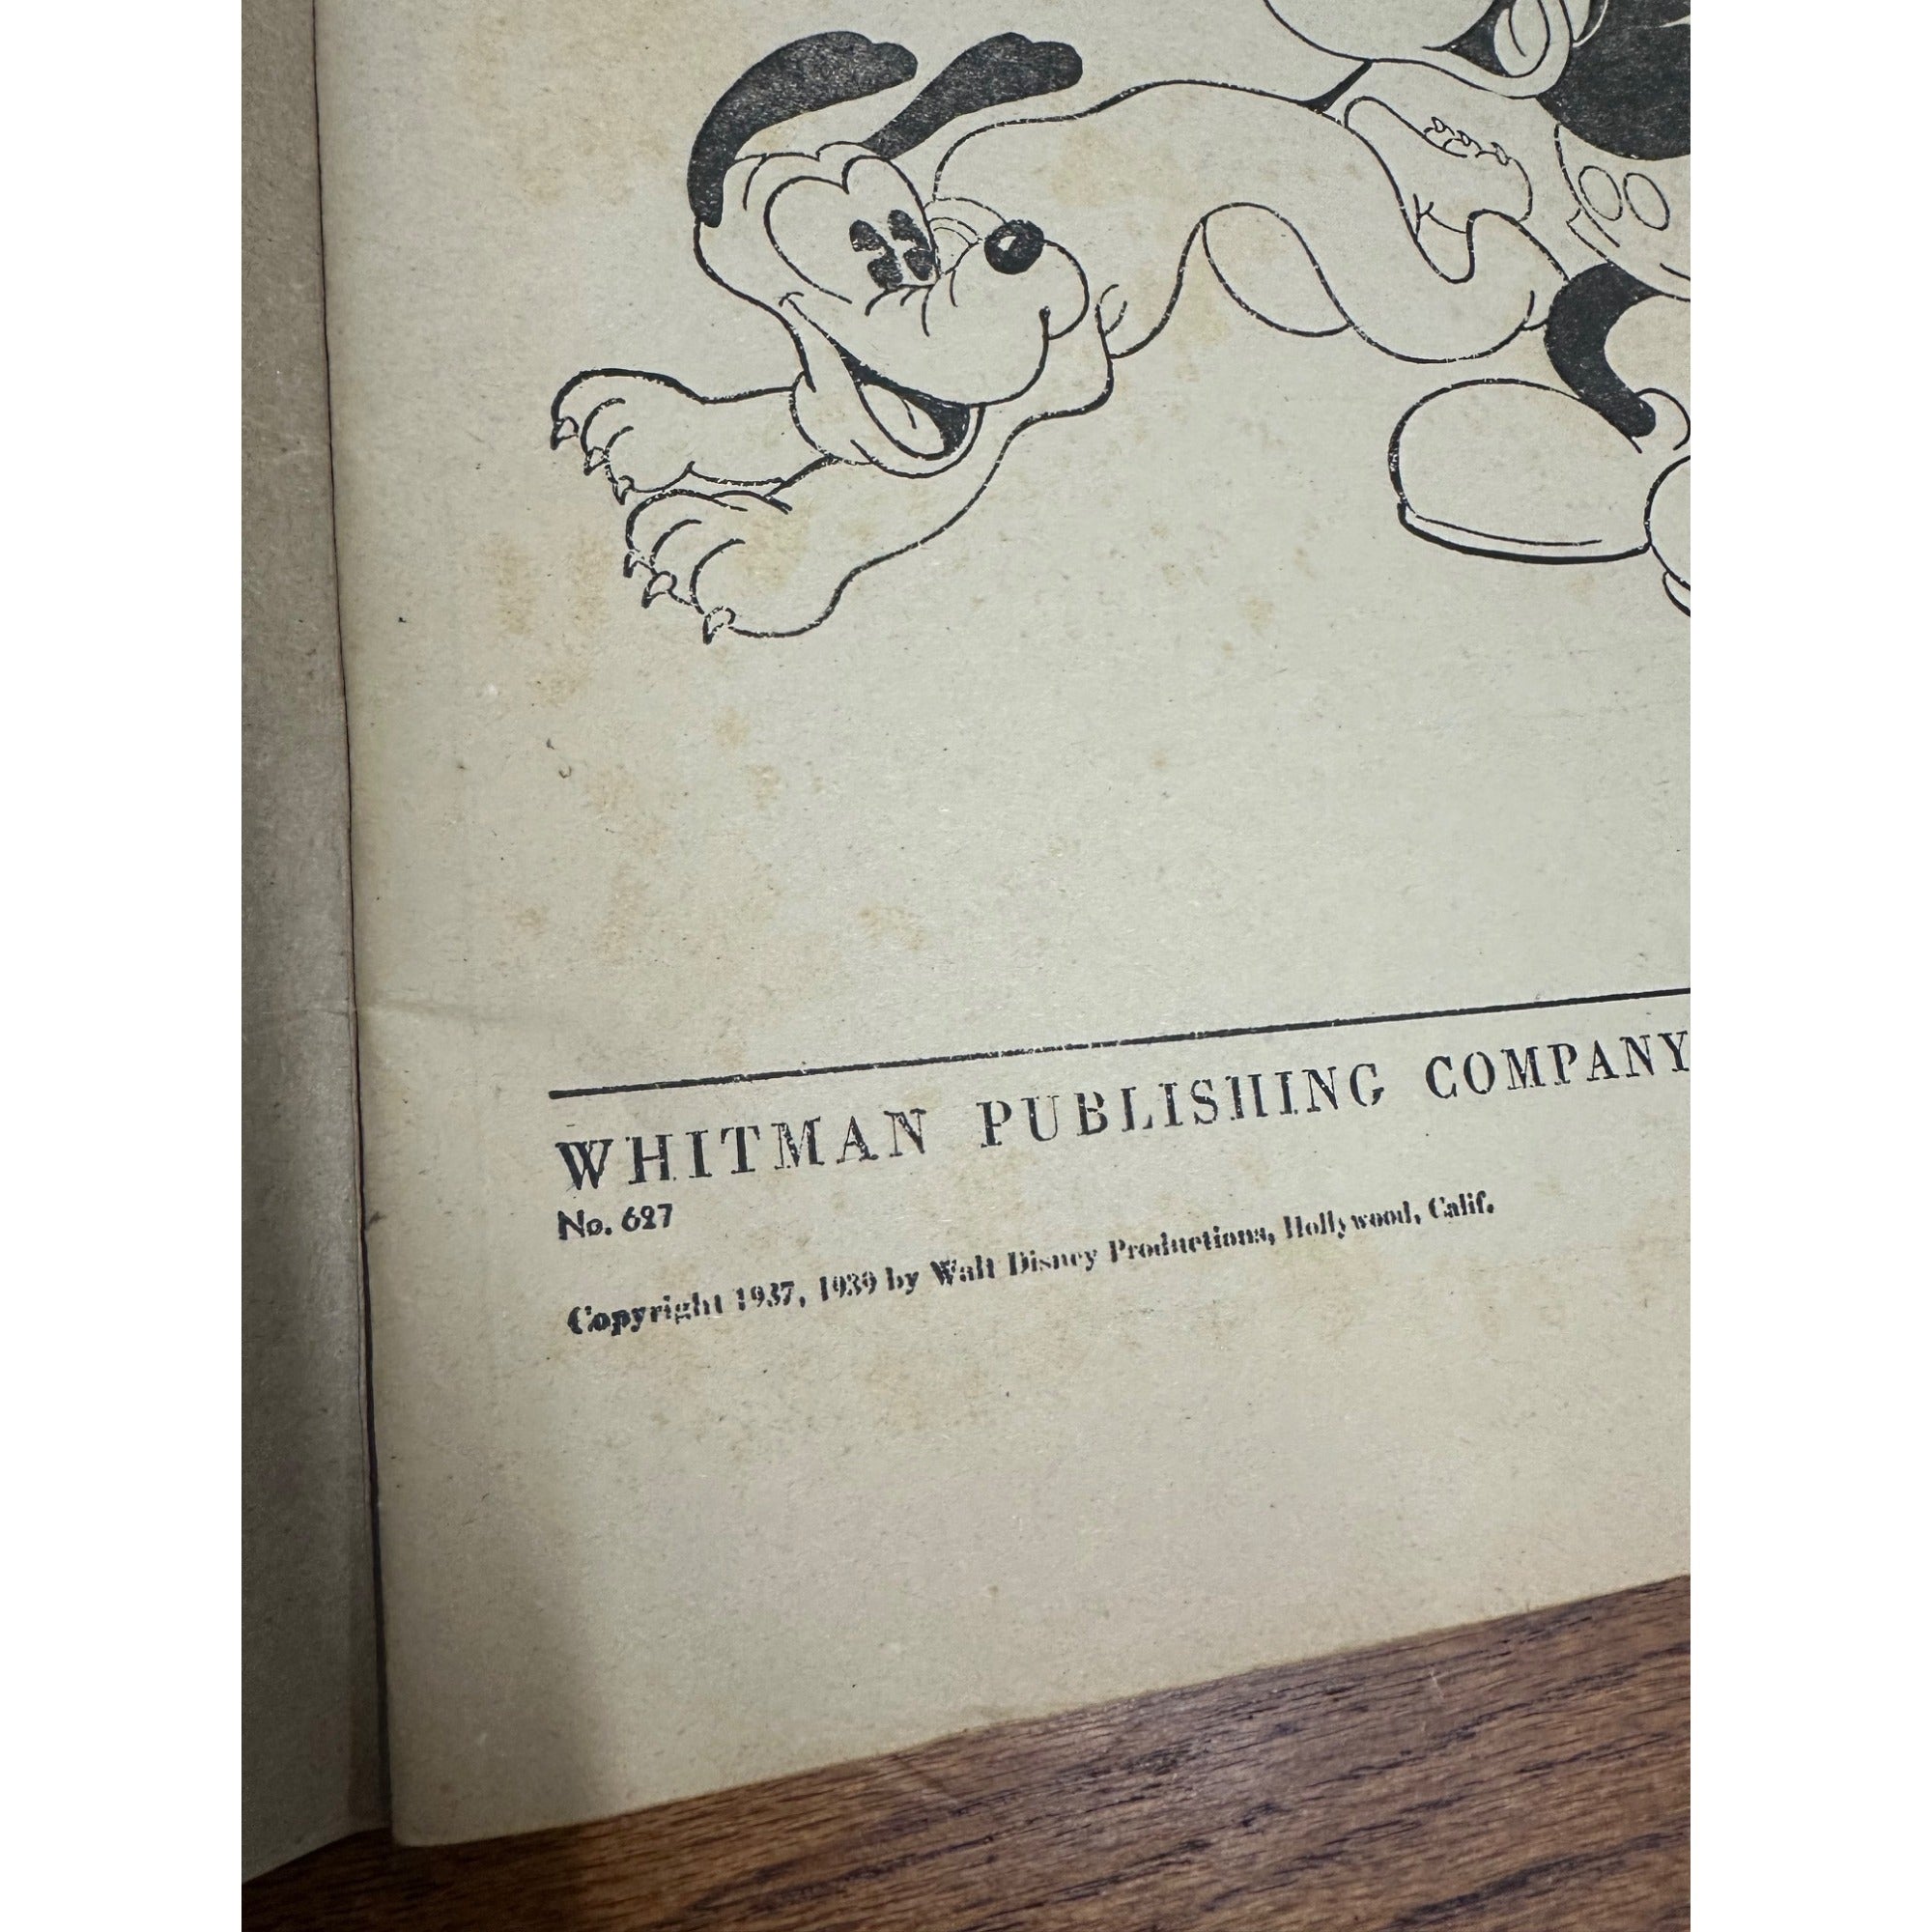 WHITMAN PUBLISHING COMPANY
No. 627
Copyright 1937, 1939 by Walt Disney Productions, Hollywood, Calif.